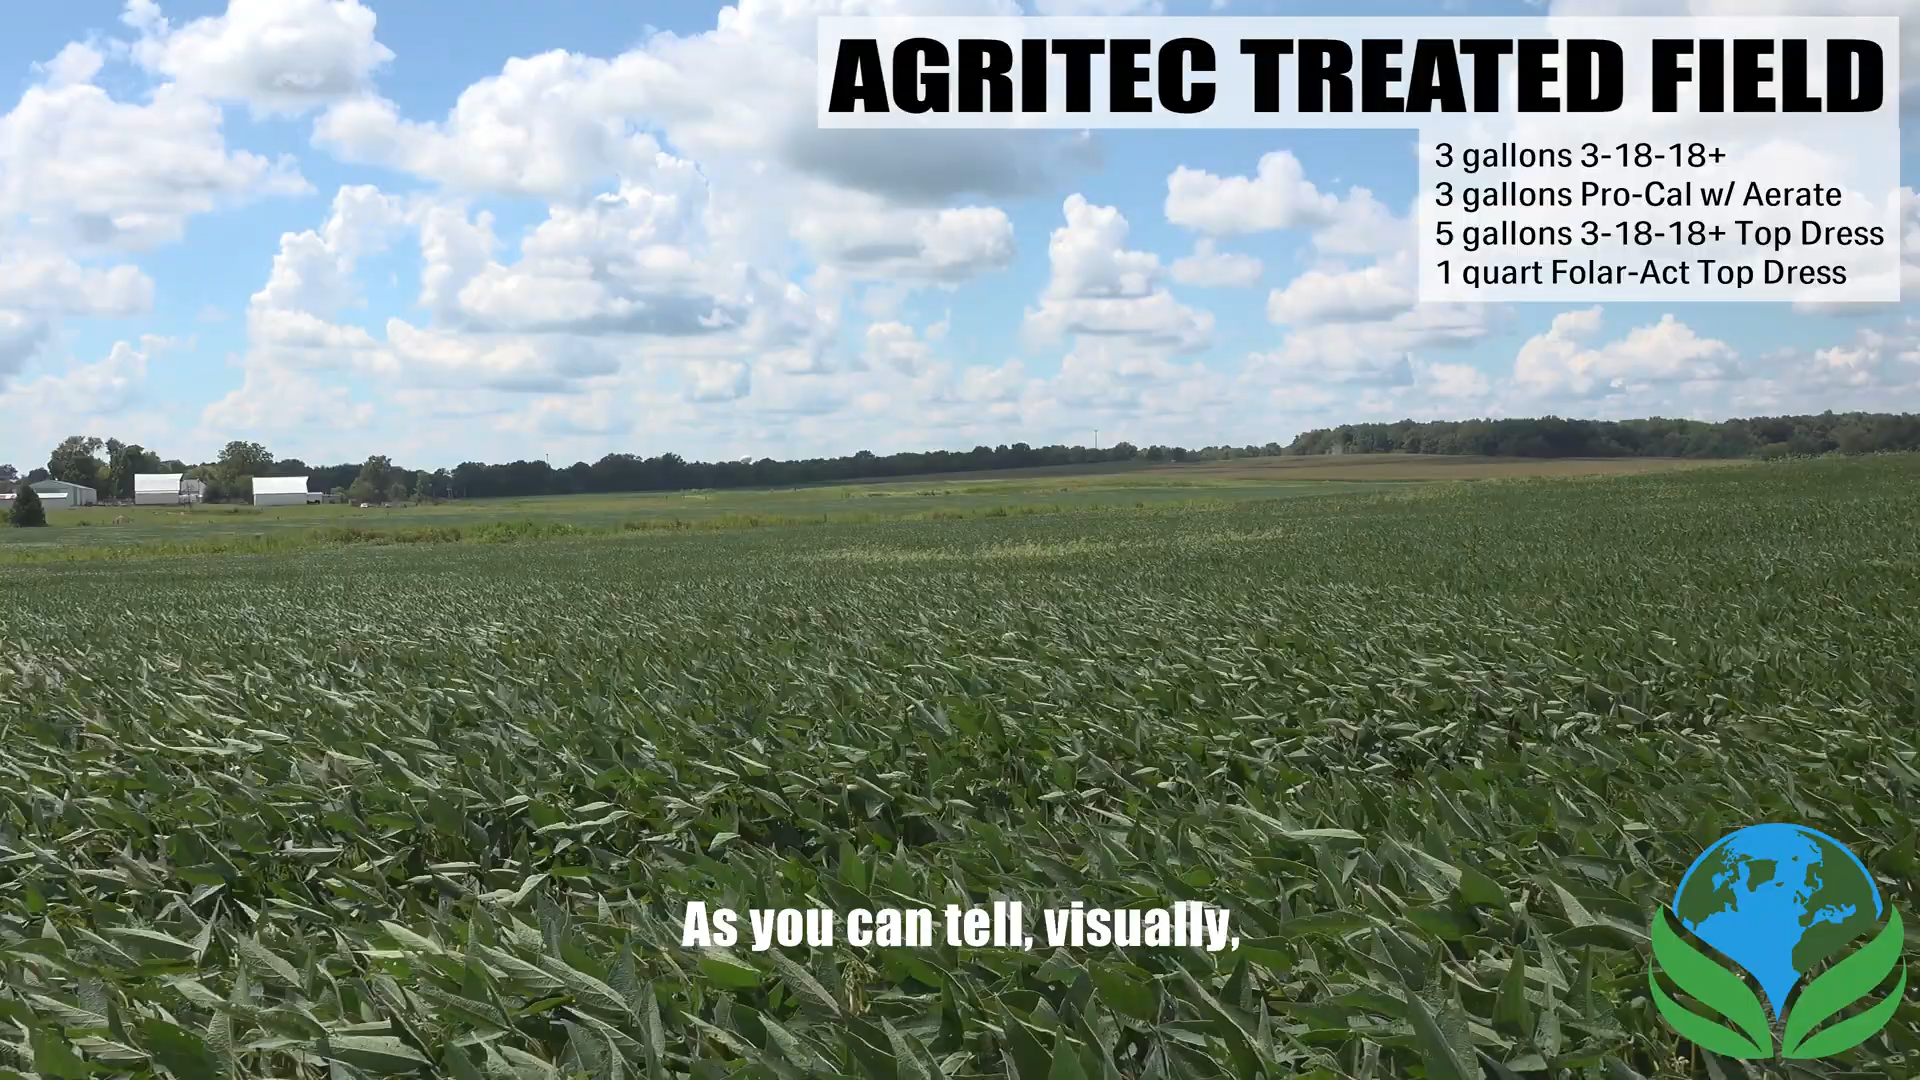 AGRITEC TREATED FIELD
3 gallons 3-18-18+
3 gallons Pro-Cal w/ Aerate
5 gallons 3-18-18+ Top Dress
1 quart Folar-Act Top Dress
As you can tell, visually,